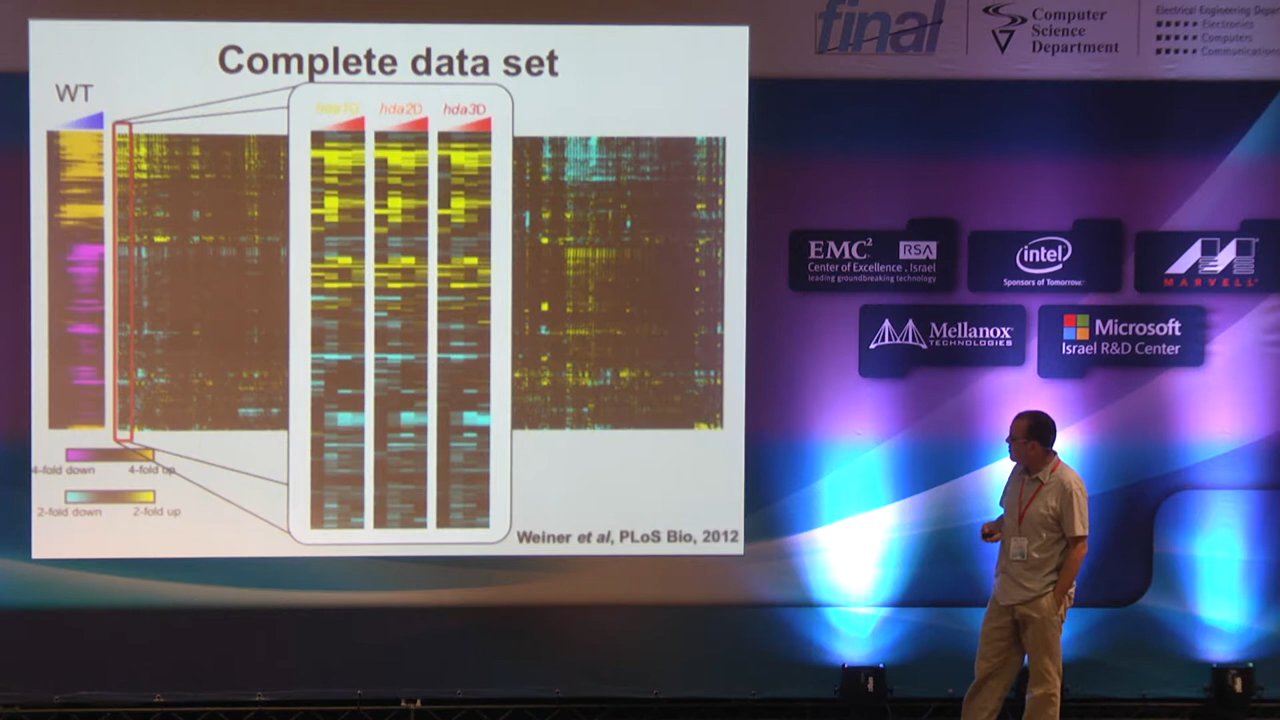 Complete data set
WT
hda1D hda2D hda3D
4-fold down 4-fold up
2-fold down 2-fold up
Weiner et al, PLoS Bio, 2012
final
Computer
Science
Department
Electrical Engineering
Electronics
Computers
EMC² RSA
Center of Excellence . Israel
leading groundbreaking technology
intel
Sponsors of Tomorrow.
MARVELL
Mellanox
TECHNOLOGIES
Microsoft
Israel R&D Center